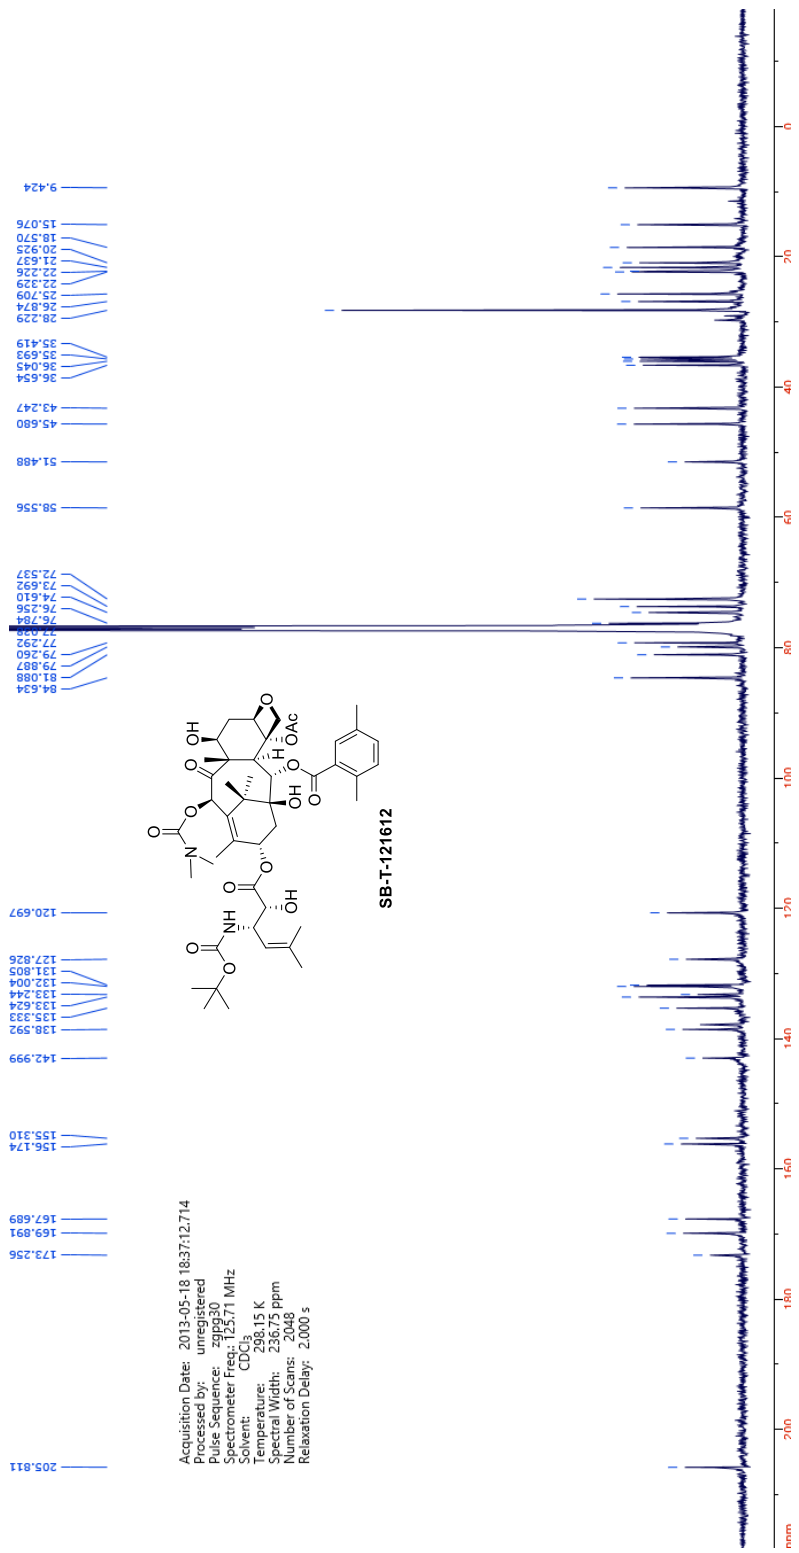 9.424
15.076
18.570
20.925
21.637
22.226
22.329
25.709
26.874
28.229
35.419
35.693
36.045
36.654
43.247
45.680
51.488
58.556
72.537
73.692
74.610
76.256
76.784
77.292
79.260
79.887
81.088
84.634
120.697
127.826
131.805
132.004
133.244
133.624
135.333
138.592
142.999
155.310
156.174
167.689
169.891
173.256
205.811
O
OH
OAc
O
H
O
O
O
O
OH
N
O
O
O
NH
OH
O
O
SB-T-121612
Acquisition Date: 2013-05-18 18:37:12.714
Processed by: unregistered
Pulse Sequence: zgpg30
Spectrometer Freq.: 125.71 MHz
Solvent: CDCl3
Temperature: 298.15 K
Spectral Width: 236.75 ppm
Number of Scans: 2048
Relaxation Delay: 2.000 s
0
20
40
60
80
100
120
140
160
180
200
ppm